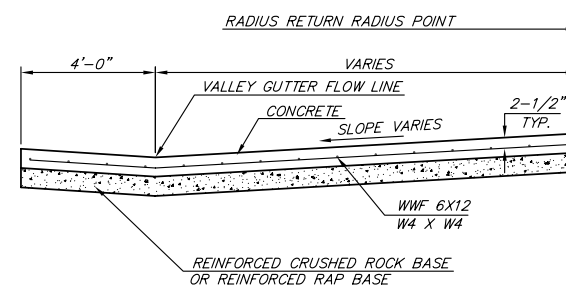 RADIUS RETURN RADIUS POINT
4'-0"
VARIES
VALLEY GUTTER FLOW LINE
CONCRETE
2-1/2"
TYP.
SLOPE VARIES
WWF 6X12
W4 X W4
REINFORCED CRUSHED ROCK BASE
OR REINFORCED RAP BASE